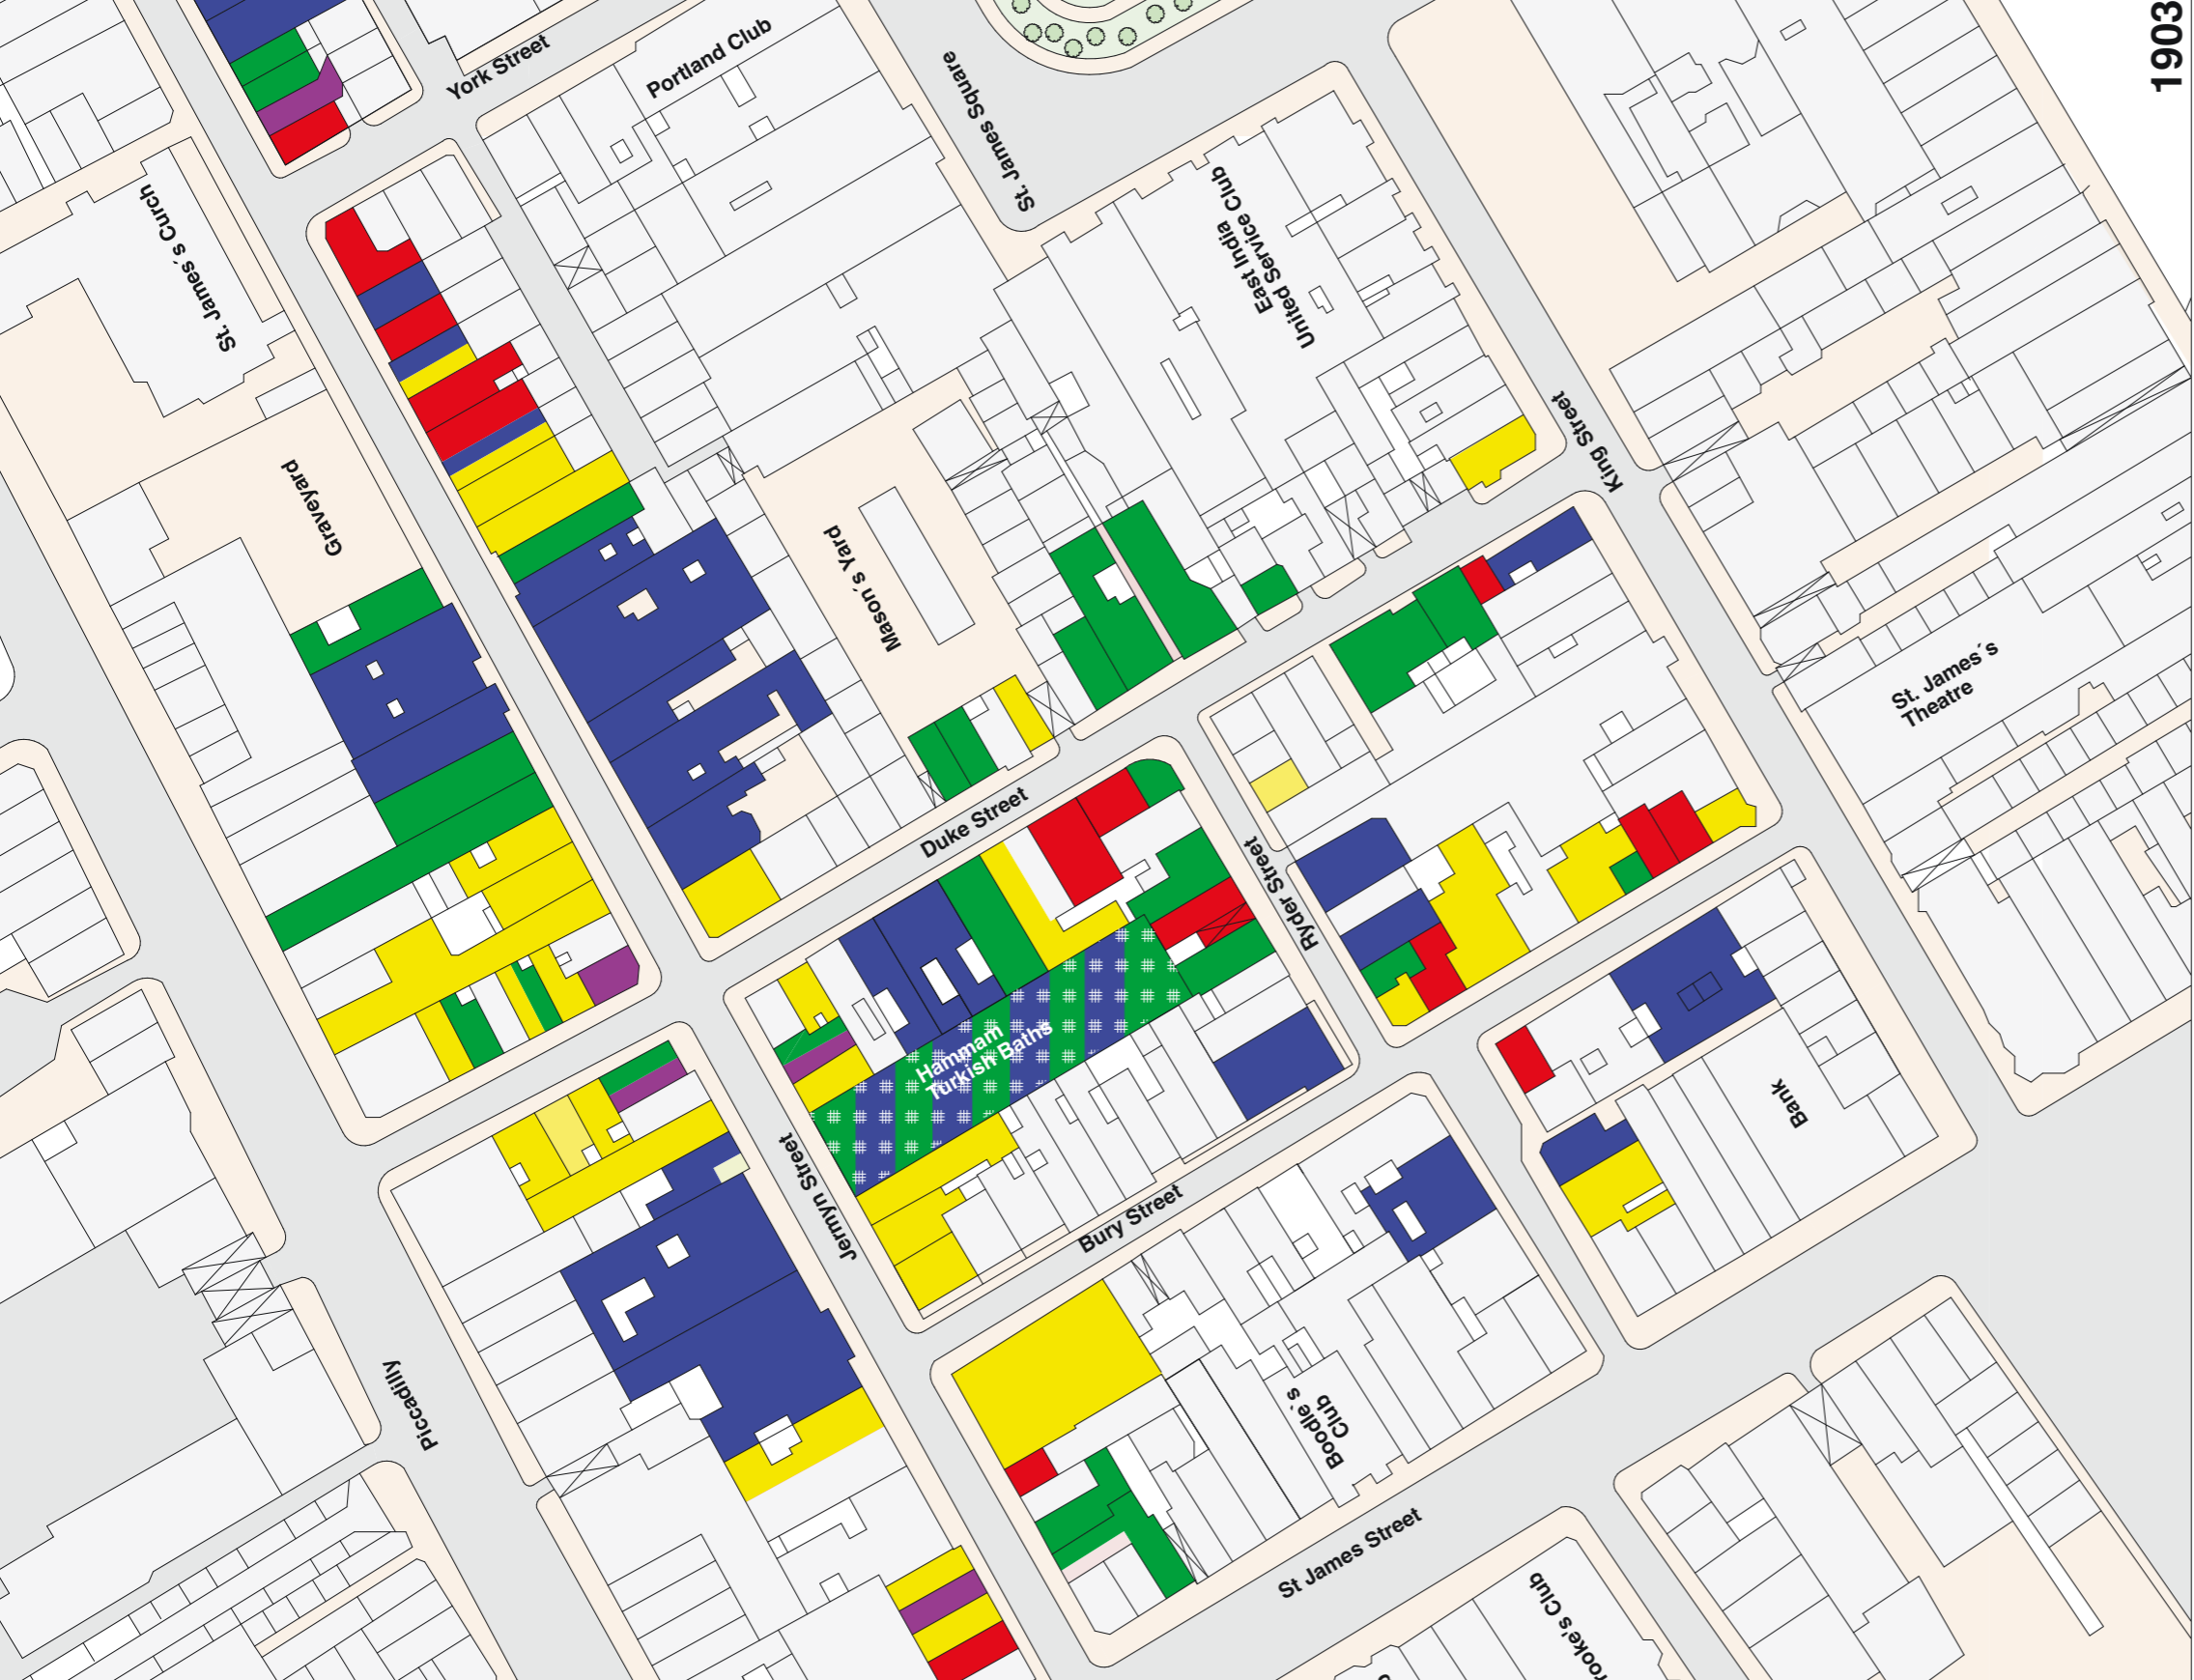 1903
York Street
Portland Club
St. James Square
St. James´s Curch
East India
United Service Club
King Street
Graveyard
Mason´s Yard
St. James´s
Theatre
Duke Street
Ryder Street
Hammam
Turkish Baths
Bank
Jermyn Street
Bury Street
Piccadilly
Boodle´s
Club
St James Street
rooke's Club